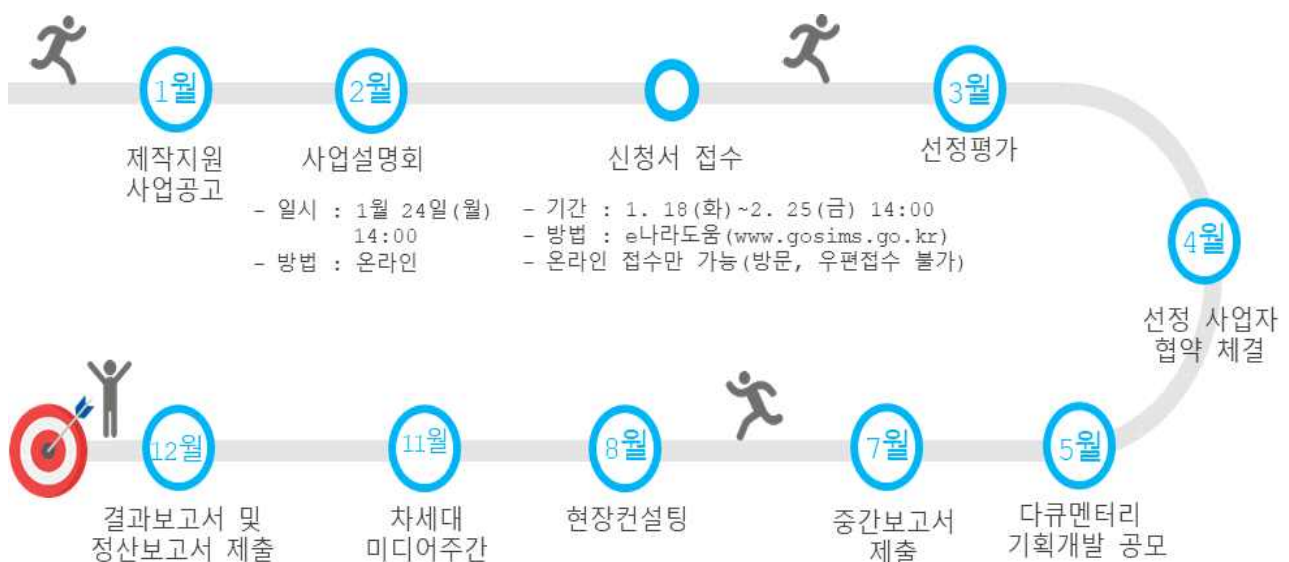 1월
제작지원
사업공고
2월
사업설명회
- 일시 : 1월 24일(월)
14:00
- 방법 : 온라인
신청서 접수
- 기간 : 1. 18(화)~2. 25(금) 14:00
- 방법 : e나라도움(www.gosims.go.kr)
- 온라인 접수만 가능(방문, 우편접수 불가)
3월
선정평가
4월
선정 사업자
협약 체결
5월
다큐멘터리
기획개발 공모
7월
중간보고서
제출
8월
현장컨설팅
11월
차세대
미디어주간
12월
결과보고서 및
정산보고서 제출